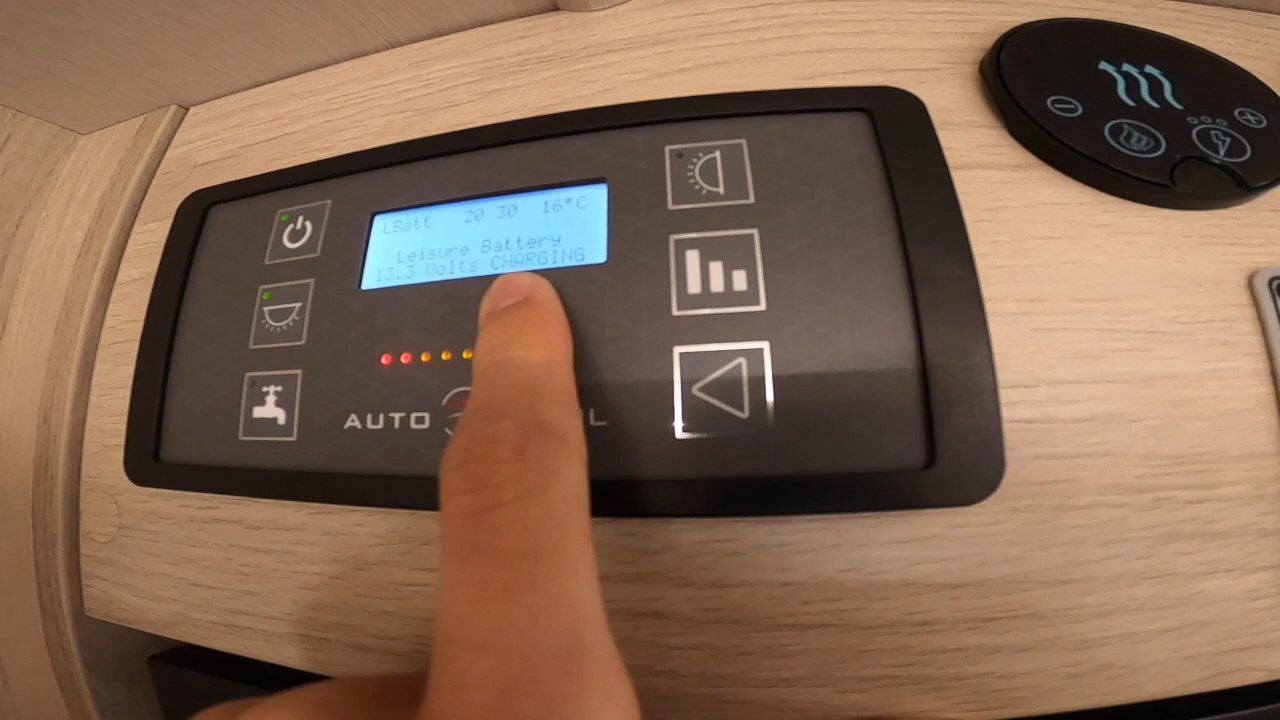 LBatt 20 30 16°C
Leisure Battery
13.3 Volts CHARGING
AUTO L